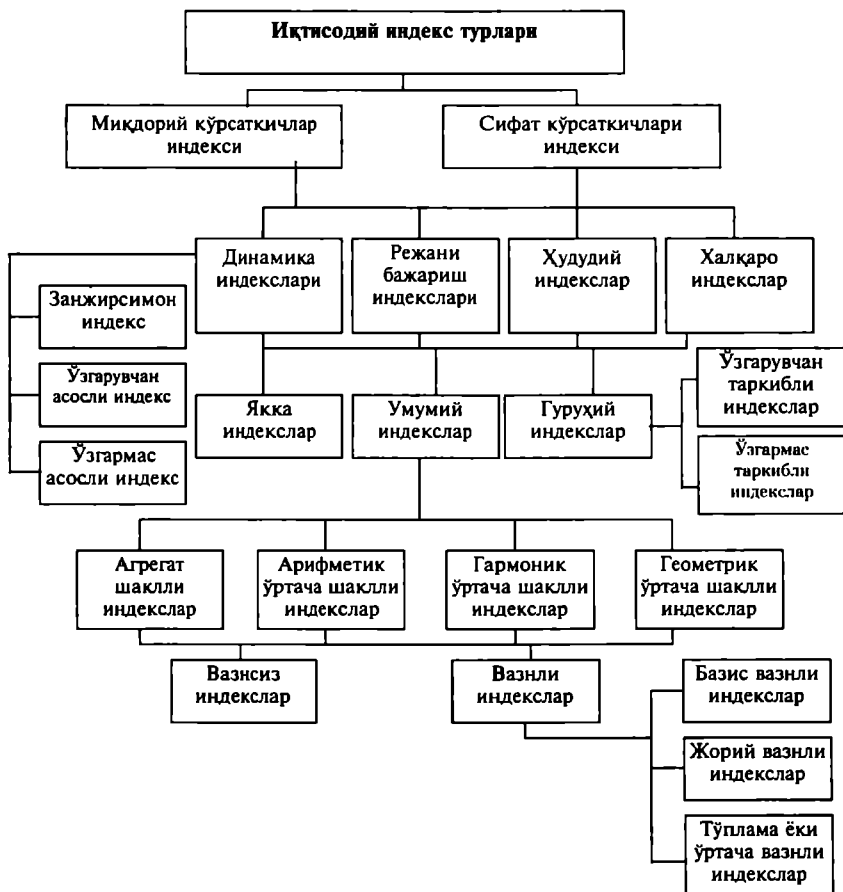 Иқтисодий индекс турлари
Миқдорий кўрсаткичлар
индекси
Сифат кўрсаткичлари
индекси
Динамика
индекслари
Режани
бажариш
индекслари
Ҳудудий
индекслар
Халқаро
индекслар
Занжирсимон
индекс
Ўзгарувчан
асосли индекс
Ўзгармас
асосли индекс
Якка
индекслар
Умумий
индекслар
Гуруҳий
индекслар
Ўзгарувчан
таркибли
индекслар
Ўзгармас
таркибли
индекслар
Агрегат
шаклли
индекслар
Арифметик
ўртача шаклли
индекслар
Гармоник
ўртача шаклли
индекслар
Геометрик
ўртача шаклли
индекслар
Вазнсиз
индекслар
Вазнли
индекслар
Базис вазнли
индекслар
Жорий вазнли
индекслар
Тўплама ёки
ўртача вазнли
индекслар